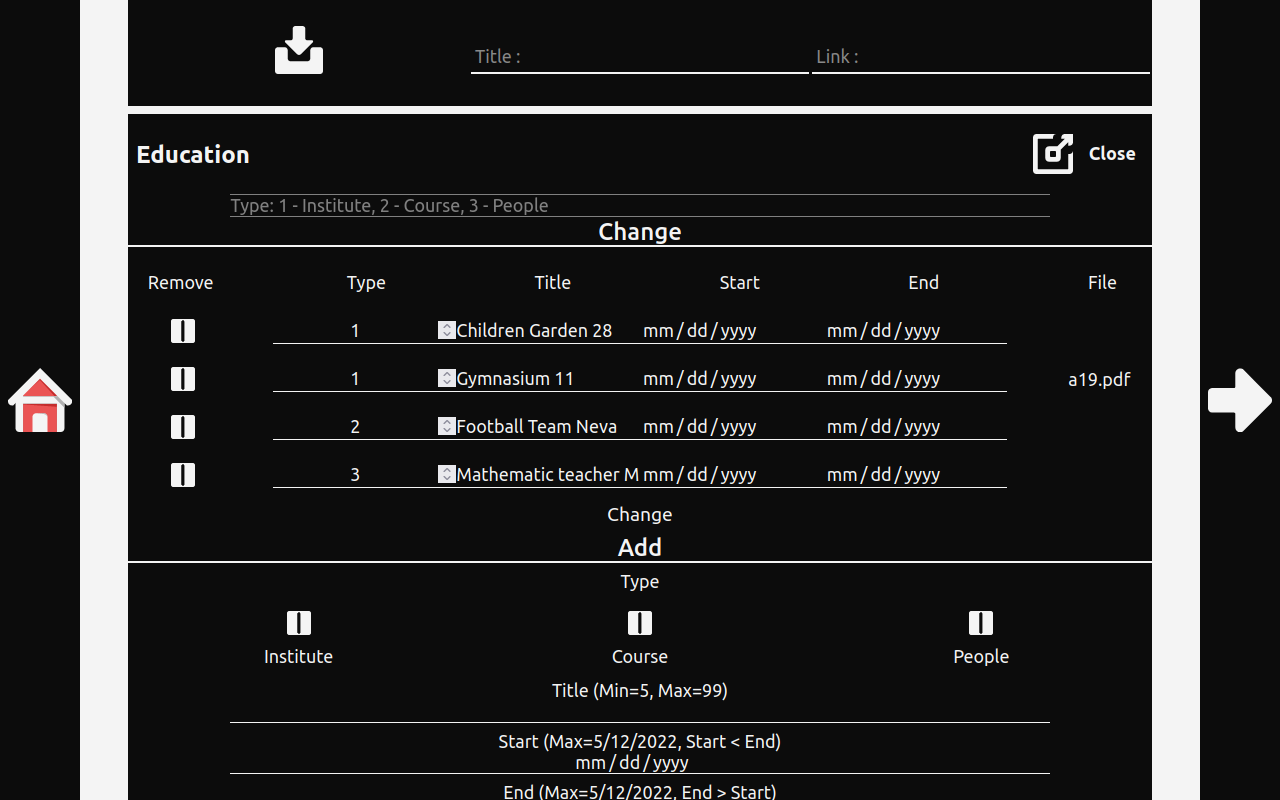 Title : Link :
Education Close
Type: 1 - Institute, 2 - Course, 3 - People
Change
Remove Type Title Start End File
1 Children Garden 28 mm/dd/yyyy mm/dd/yyyy
1 Gymnasium 11 mm/dd/yyyy mm/dd/yyyy a19.pdf
2 Football Team Neva mm/dd/yyyy mm/dd/yyyy
3 Mathematic teacher M mm/dd/yyyy mm/dd/yyyy
Change
Add
Type
Institute Course People
Title (Min=5, Max=99)
Start (Max=5/12/2022, Start < End)
mm/dd/yyyy
End (Max=5/12/2022, End > Start)